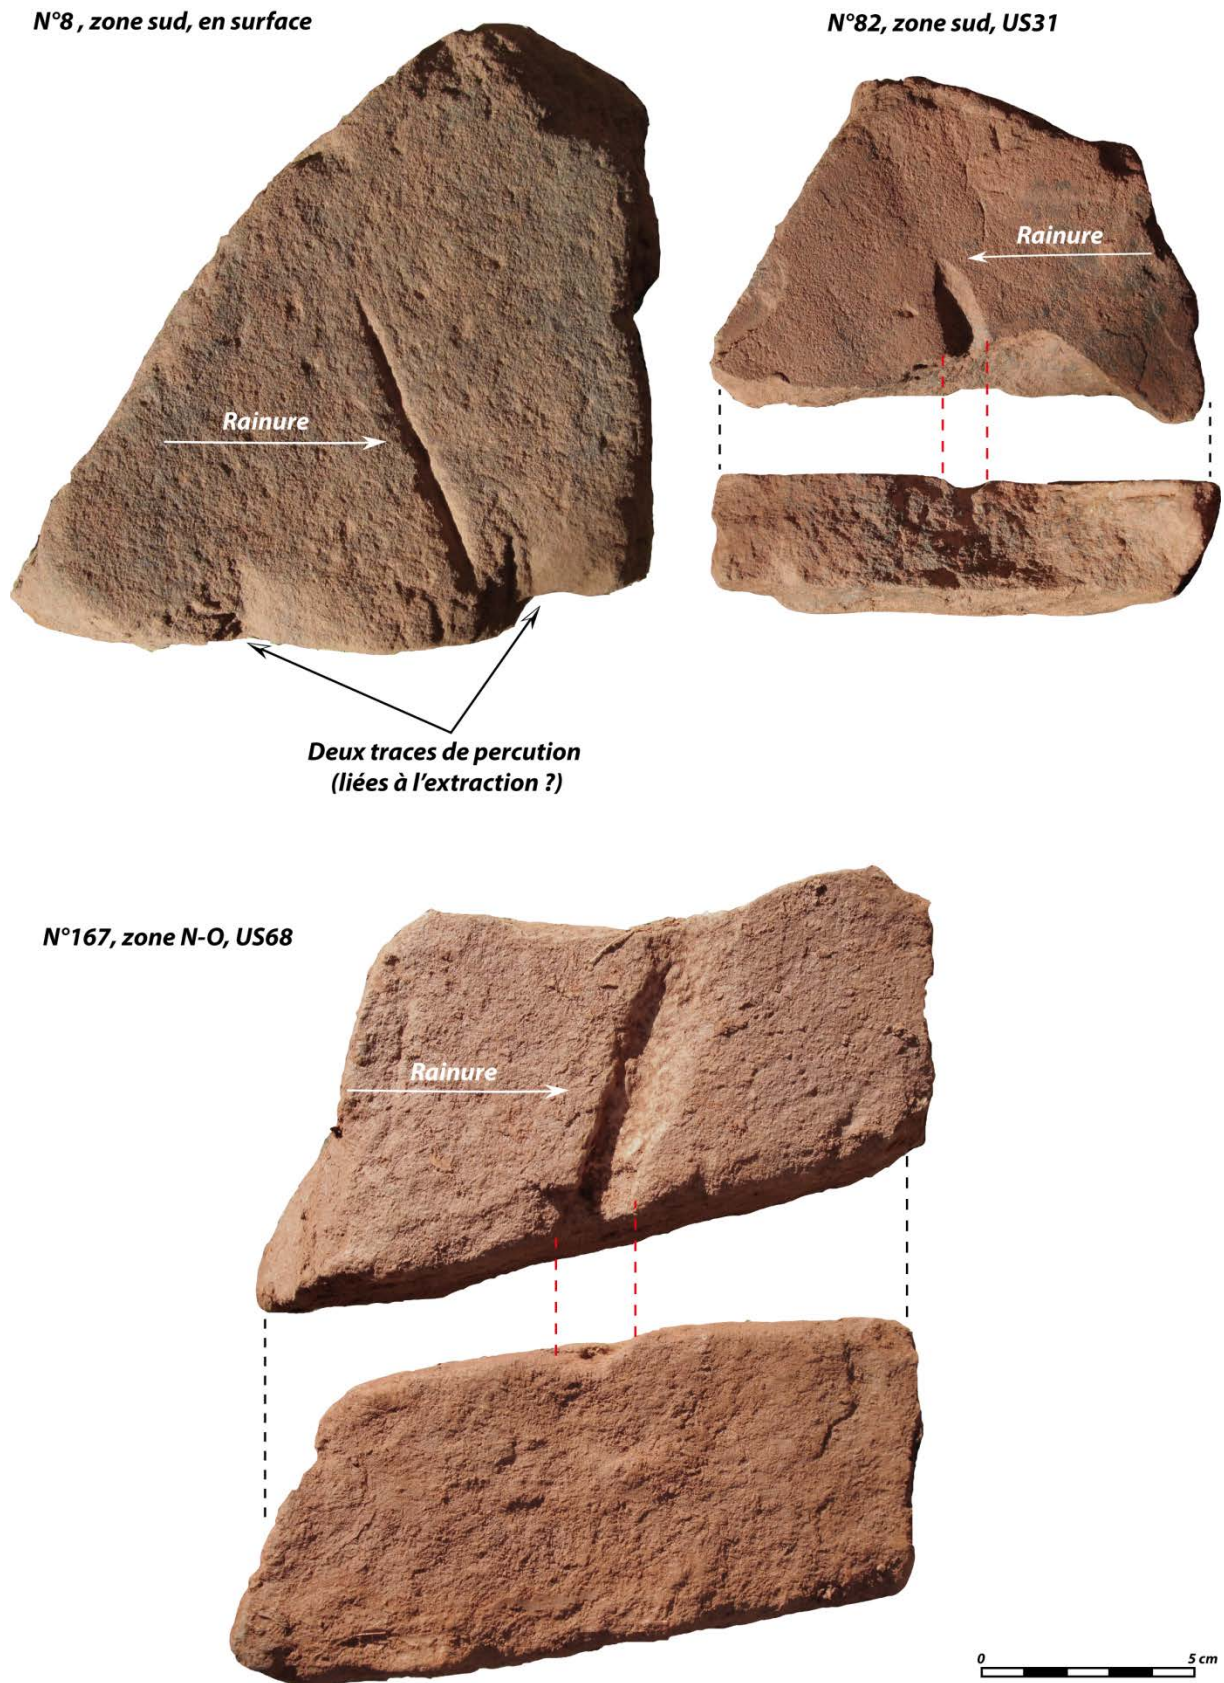 N°8 , zone sud, en surface
N°82, zone sud, US31
Rainure
Rainure
Deux traces de percution
(liées à l'extraction ?)
N°167, zone N-O, US68
Rainure
0 5 cm